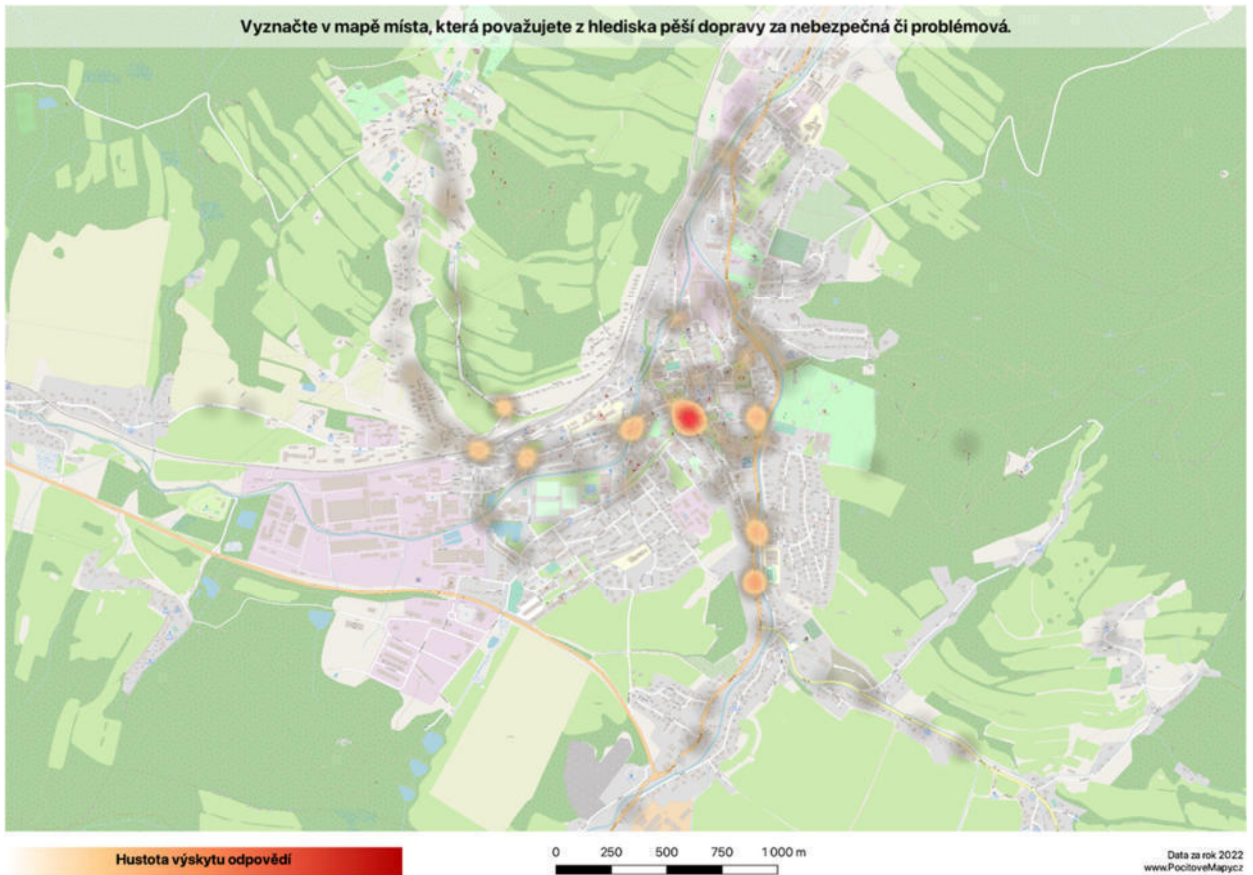 Vyznačte v mapě místa, která považujete z hlediska pěší dopravy za nebezpečná či problémová.
Hustota výskytu odpovědí
0 250 500 750 1 000 m
Data za rok 2022
www.PocitoveMapy.cz